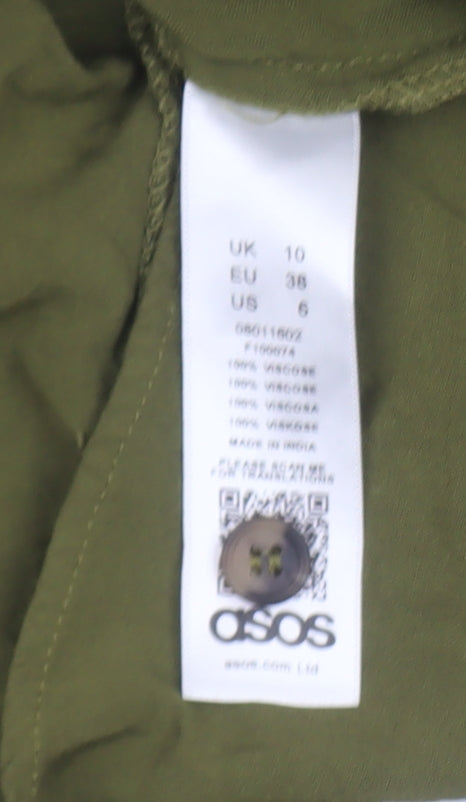 UK 10
EU 38
US 6
08011602
F100074
100% VISCOSE
100% VISCOSE
100% VISCOSA
100% VISKOSE
MADE IN INDIA
PLEASE SCAN ME
FOR TRANSLATIONS
asos
asos.com Ltd